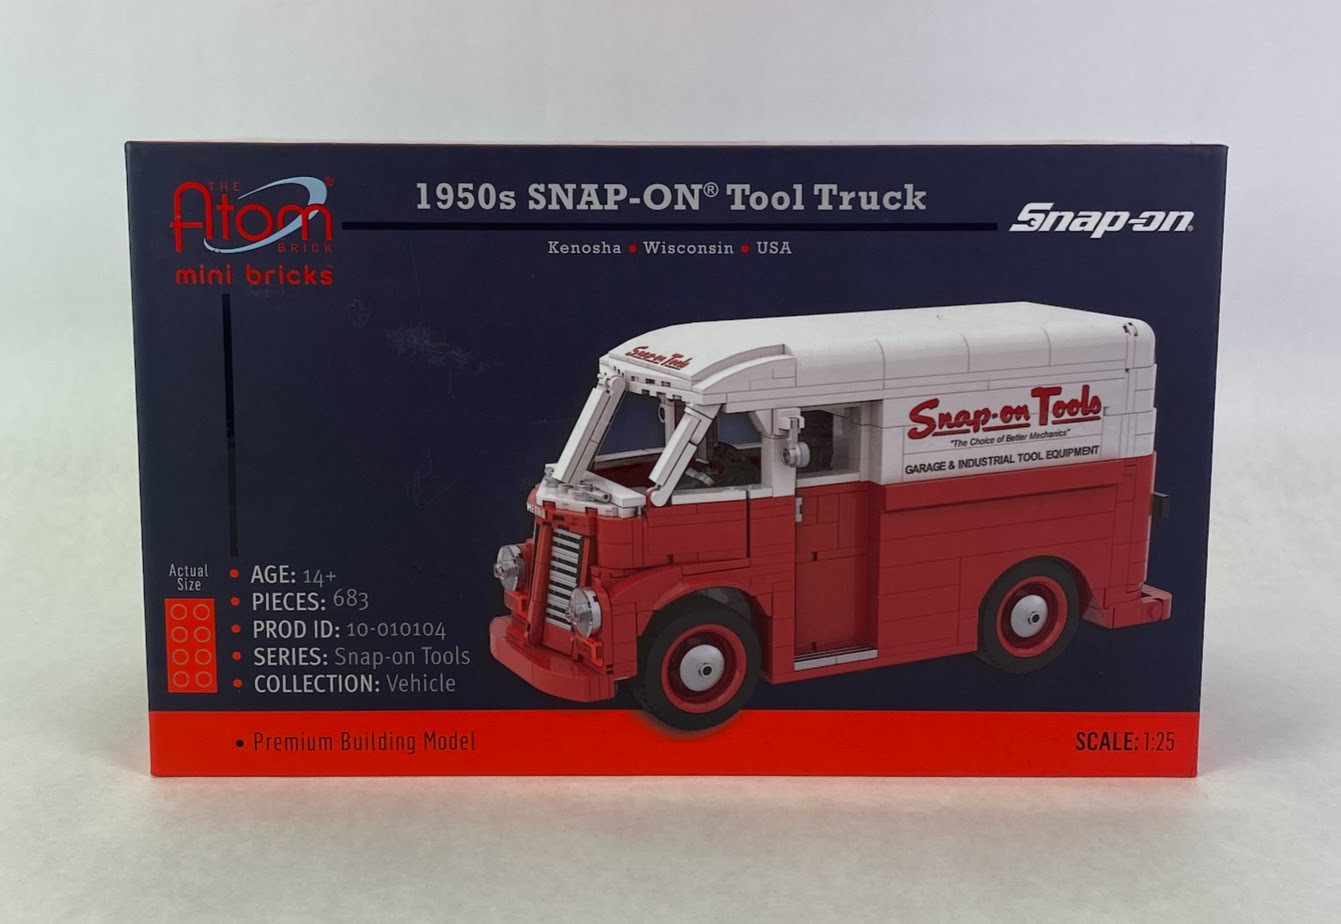 THE
Atom®
BRICK
mini bricks™
1950s SNAP-ON® Tool Truck
Kenosha • Wisconsin • USA
Snap-on®
Snap-on Tools
Snap-on Tools
"The Choice of Better Mechanics"
GARAGE & INDUSTRIAL TOOL EQUIPMENT
Actual
Size
• AGE: 14+
• PIECES: 683
• PROD ID: 10-010104
• SERIES: Snap-on Tools
• COLLECTION: Vehicle
• Premium Building Model
SCALE: 1:25